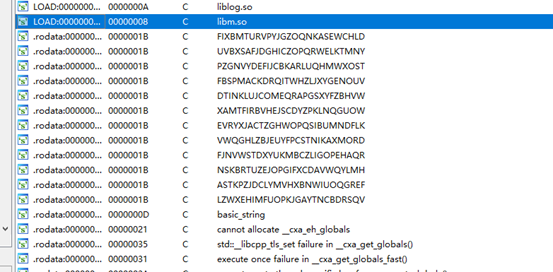 LOAD:0000000... 0000000A C liblog.so
LOAD:0000000... 00000008 C libm.so
.rodata:000000... 0000001B C FIXBMTURVPYJGZOQNKASEWCHLD
.rodata:000000... 0000001B C UVBXSAFJDGHICZOPQRWELKTMNY
.rodata:000000... 0000001B C PZGNVYDEFIJCBKARLUQHMWXOST
.rodata:000000... 0000001B C FBSPMACKDRQITWHZLJXYGENOUV
.rodata:000000... 0000001B C DTINKLUJCOMEQRAPGSXYFZBHVW
.rodata:000000... 0000001B C XAMTFIRBVHEJSCDYZPKLNQGUOW
.rodata:000000... 0000001B C EVRYXJACTZGHWOPQSIBUMNDFLK
.rodata:000000... 0000001B C VWQGHLZBJEUYFPCSTNIKAXMORD
.rodata:000000... 0000001B C FJNVWSTDXYUKMBCZLIGOPEHAQR
.rodata:000000... 0000001B C NSKBRTUZEJOPGIFXCDAVWQYLMH
.rodata:000000... 0000001B C ASTKPZJDCLYMVHXBNWIUOQGREF
.rodata:000000... 0000001B C LZWXEHIMFUOPKJGAYTNCBDRSQV
.rodata:000000... 0000000D C basic_string
.rodata:000000... 00000021 C cannot allocate __cxa_eh_globals
.rodata:000000... 00000035 C std::__libcpp_tls_set failure in __cxa_get_globals()
.rodata:000000... 00000031 C execute once failure in __cxa_get_globals_fast()